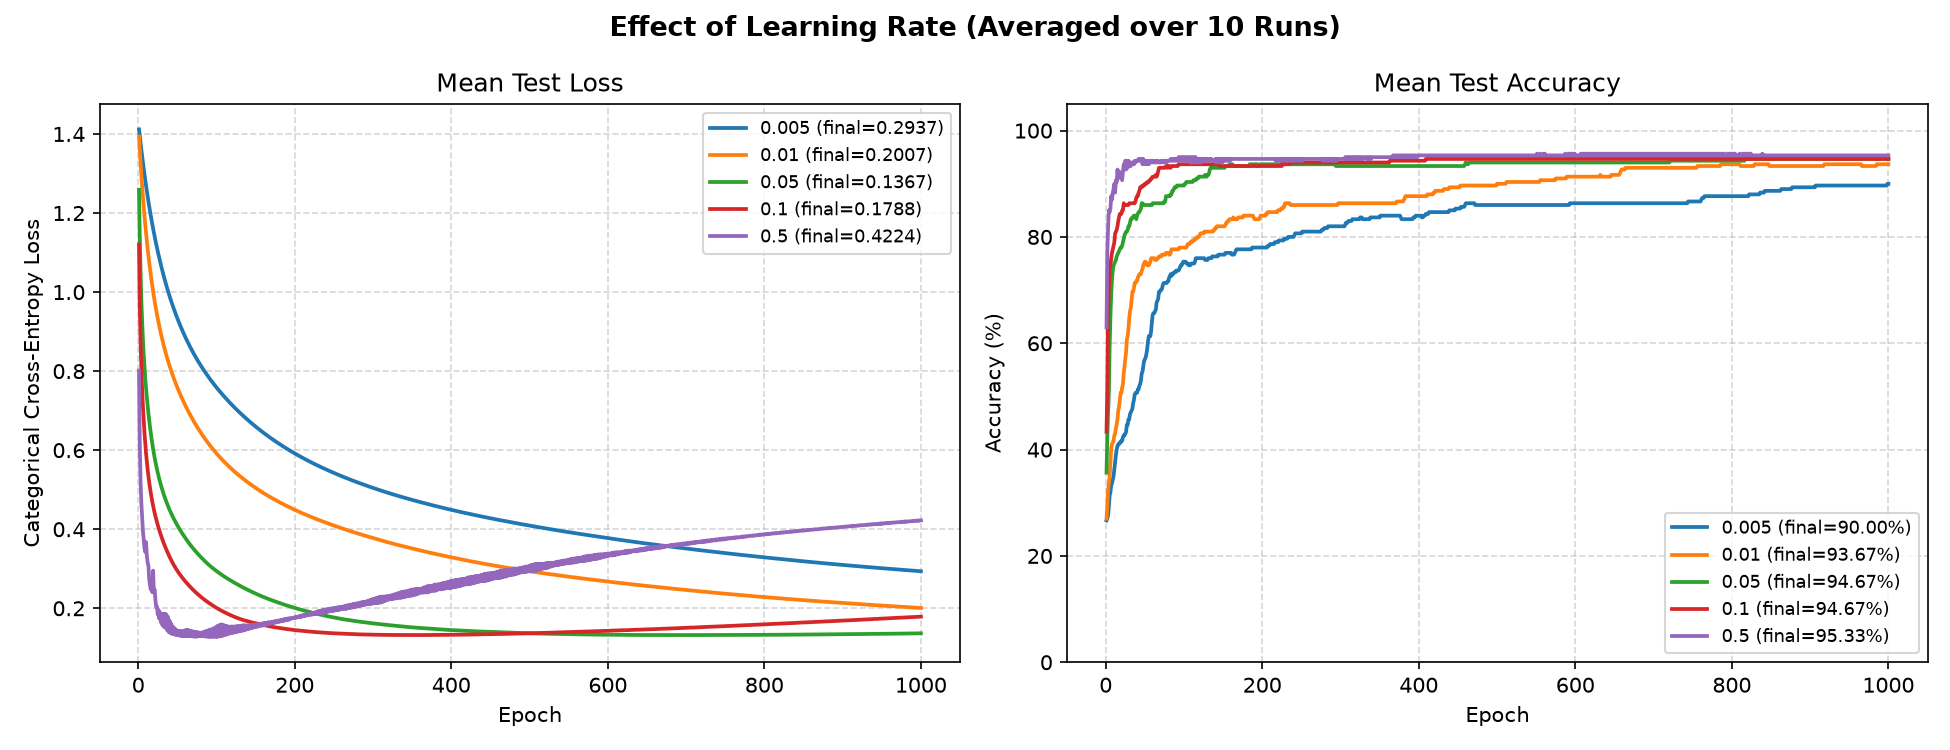 Effect of Learning Rate (Averaged over 10 Runs)
Mean Test Loss
Categorical Cross-Entropy Loss
1.4
1.2
1.0
0.8
0.6
0.4
0.2
0.005 (final=0.2937)
0.01 (final=0.2007)
0.05 (final=0.1367)
0.1 (final=0.1788)
0.5 (final=0.4224)
0
200
400
600
800
1000
Epoch
Mean Test Accuracy
Accuracy (%)
100
80
60
40
20
0
0.005 (final=90.00%)
0.01 (final=93.67%)
0.05 (final=94.67%)
0.1 (final=94.67%)
0.5 (final=95.33%)
0
200
400
600
800
1000
Epoch